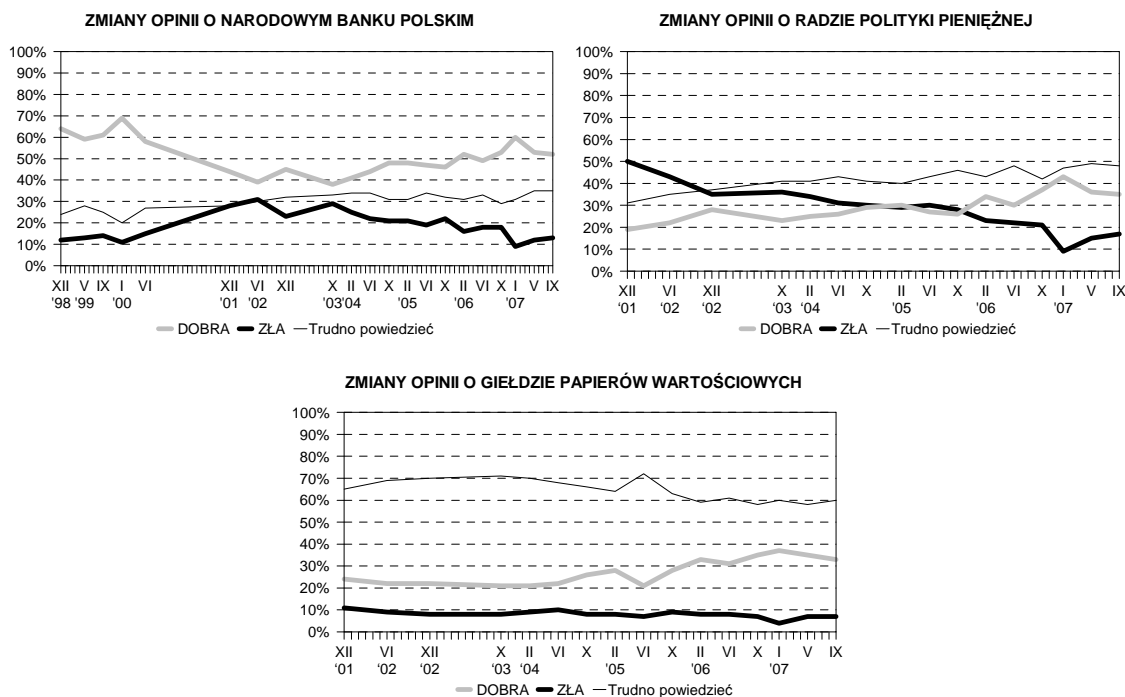 ZMIANY OPINII O NARODOWYM BANKU POLSKIM
100%
90%
80%
70%
60%
50%
40%
30%
20%
10%
0%
XII V IX I VI XII VI XII X II VI X II VI X II VI X I V IX
'98 '99 '00 '01 '02 '03 '04 '05 '06 '07
DOBRA ZŁA Trudno powiedzieć
ZMIANY OPINII O RADZIE POLITYKI PIENIĘŻNEJ
100%
90%
80%
70%
60%
50%
40%
30%
20%
10%
0%
XII VI XII X II VI X II VI X II VI X I V IX
‘01 ‘02 ‘02 ‘03 ‘04 ‘05 ‘06 ‘07
DOBRA ZŁA Trudno powiedzieć
ZMIANY OPINII O GIEŁDZIE PAPIERÓW WARTOŚCIOWYCH
100%
90%
80%
70%
60%
50%
40%
30%
20%
10%
0%
XII VI XII X II VI X II VI X II VI X I V IX
‘01 ‘02 ‘02 ‘03 ‘04 ‘05 ‘06 ‘07
DOBRA ZŁA Trudno powiedzieć